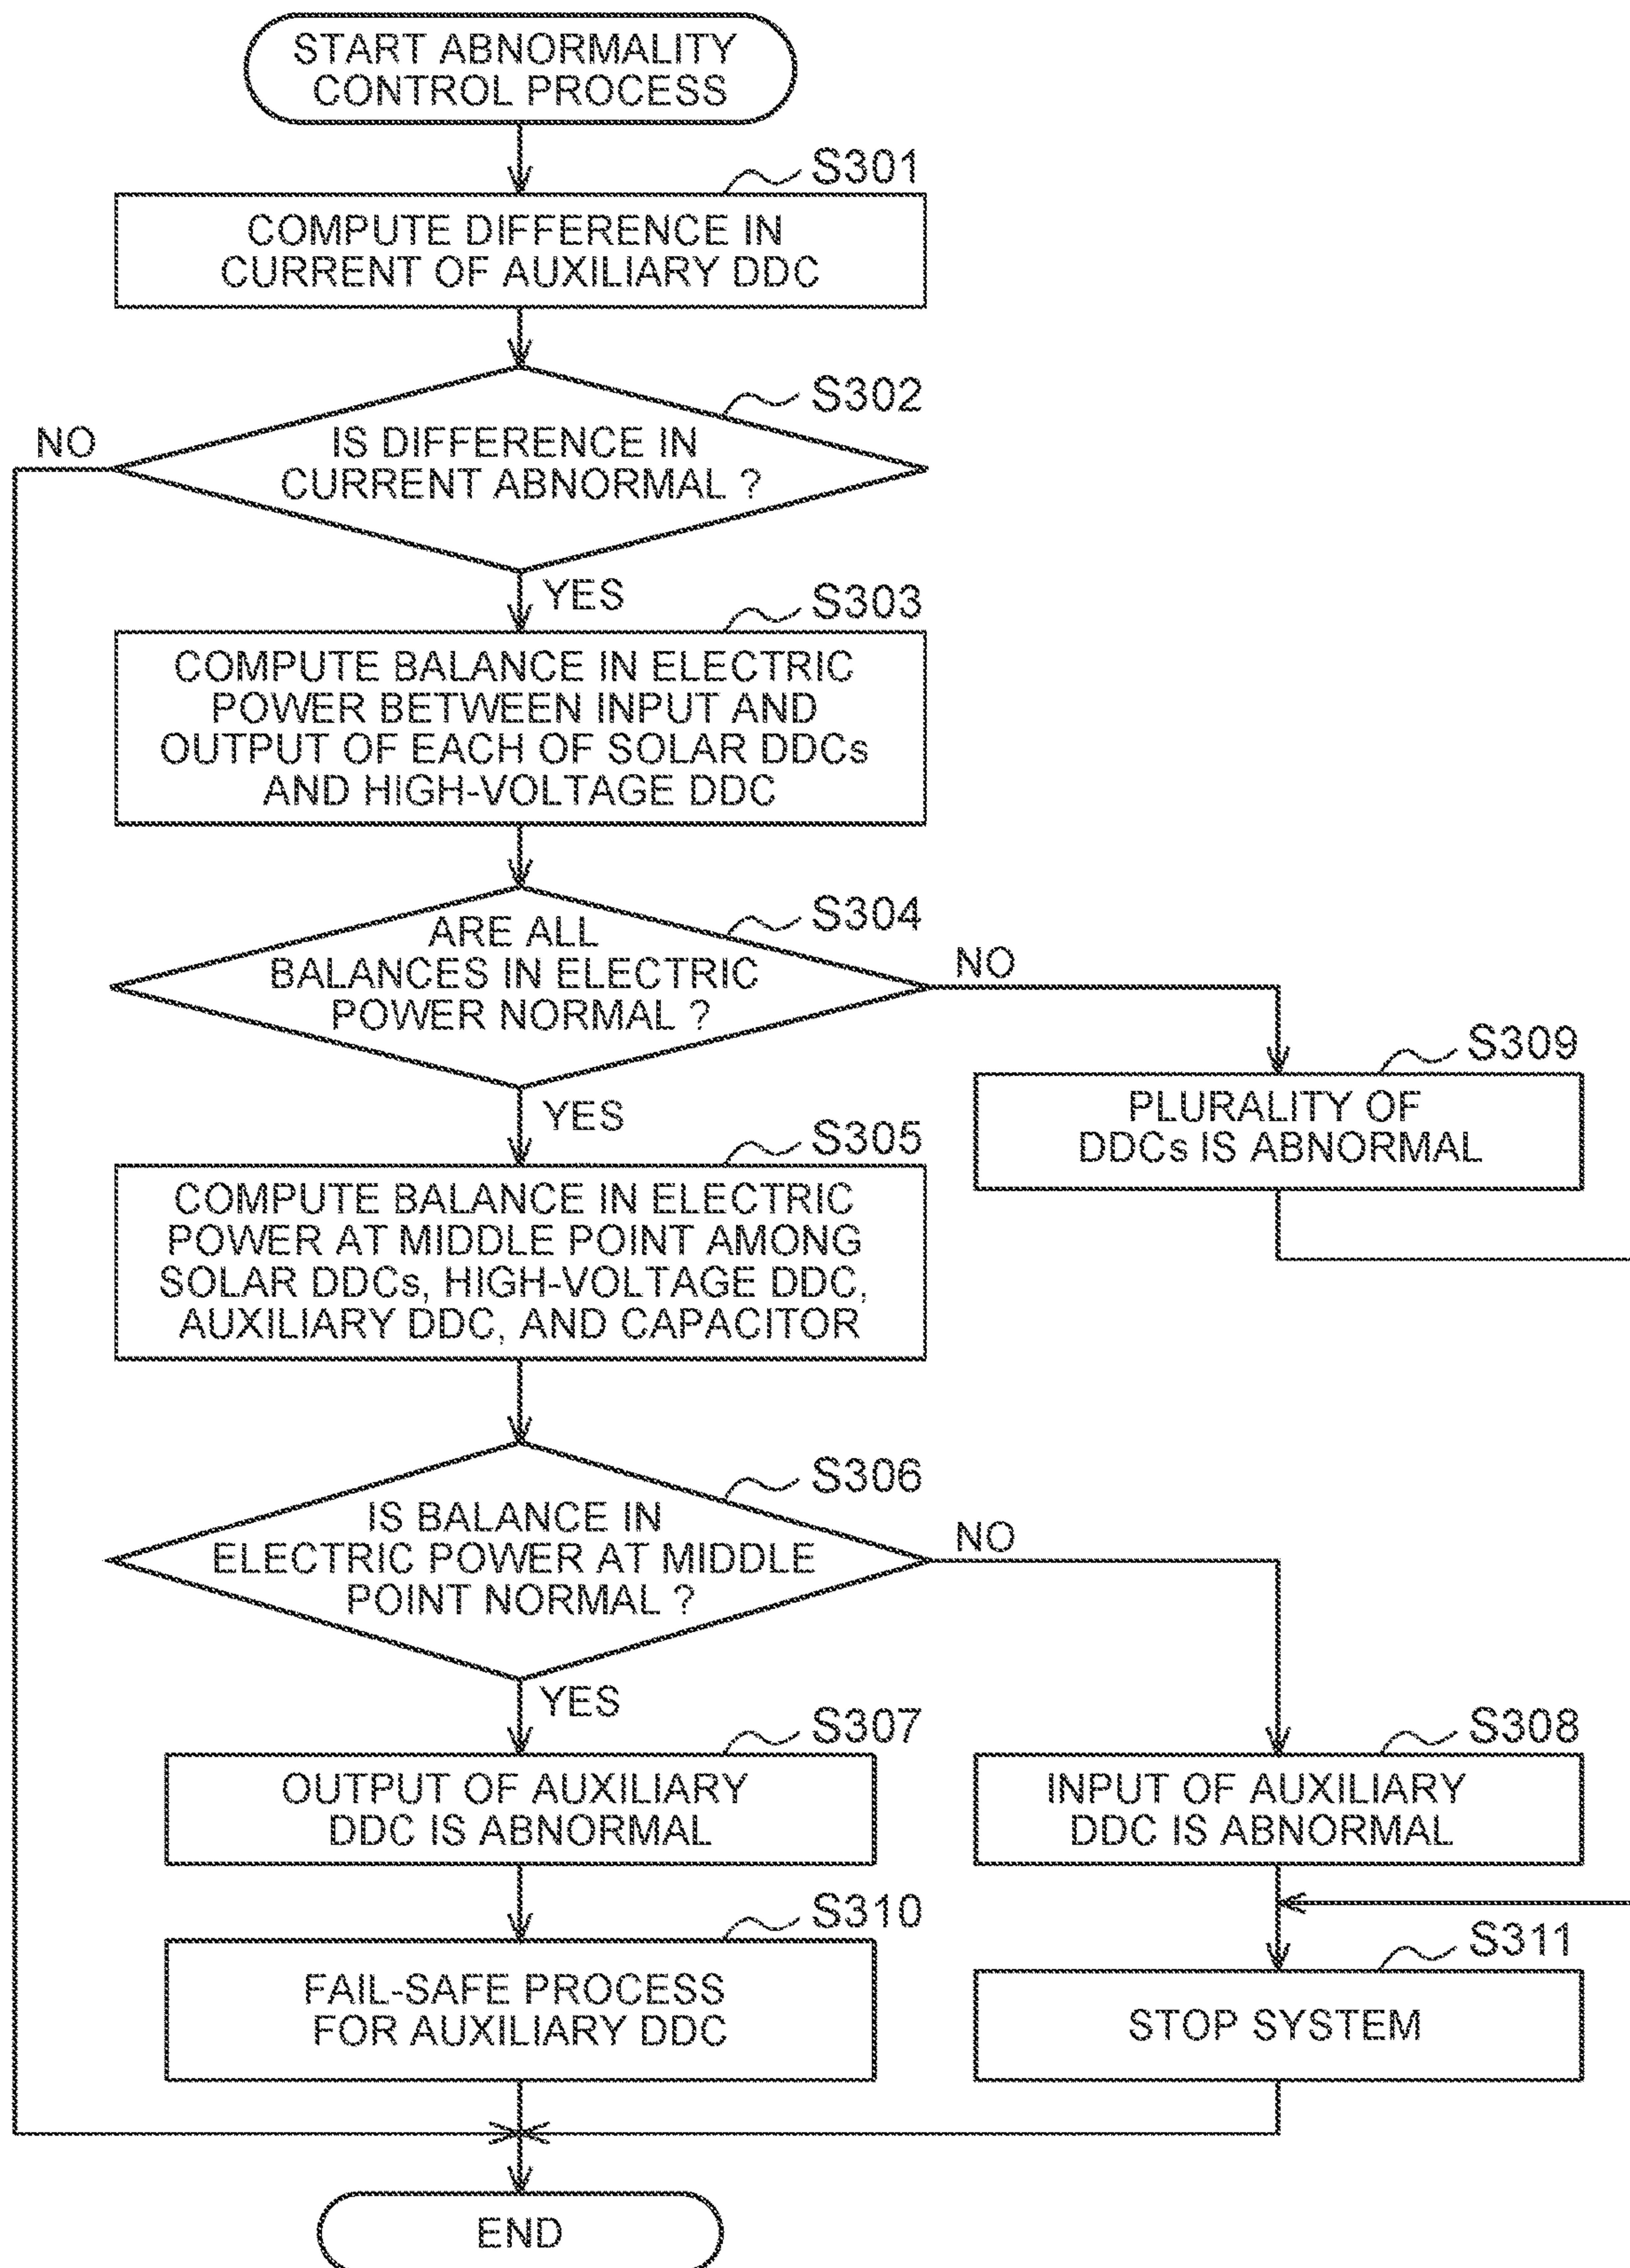 START ABNORMALITY
CONTROL PROCESS
S301
COMPUTE DIFFERENCE IN
CURRENT OF AUXILIARY DDC
S302
NO
IS DIFFERENCE IN
CURRENT ABNORMAL ?
YES
S303
COMPUTE BALANCE IN ELECTRIC
POWER BETWEEN INPUT AND
OUTPUT OF EACH OF SOLAR DDCs
AND HIGH-VOLTAGE DDC
S304
ARE ALL
BALANCES IN ELECTRIC
POWER NORMAL ?
NO
YES
S309
PLURALITY OF
DDCs IS ABNORMAL
S305
COMPUTE BALANCE IN ELECTRIC
POWER AT MIDDLE POINT AMONG
SOLAR DDCs, HIGH-VOLTAGE DDC,
AUXILIARY DDC, AND CAPACITOR
S306
IS BALANCE IN
ELECTRIC POWER AT MIDDLE
POINT NORMAL ?
NO
YES
S307
OUTPUT OF AUXILIARY
DDC IS ABNORMAL
S308
INPUT OF AUXILIARY
DDC IS ABNORMAL
S310
FAIL-SAFE PROCESS
FOR AUXILIARY DDC
S311
STOP SYSTEM
END